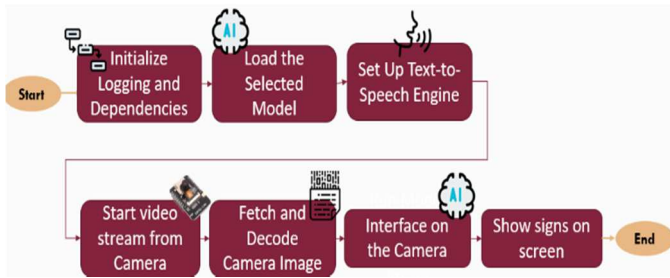 Start
Initialize
Logging and
Dependencies
AI
Load the
Selected
Model
Set Up Text-to-
Speech Engine
Start video
stream from
Camera
Fetch and
Decode
Camera Image
AI
Interface on
the Camera
Show signs on
screen
End